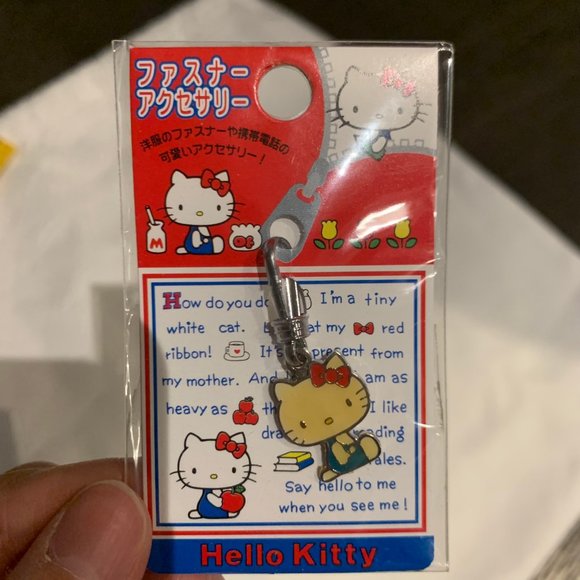 ファスナー
アクセサリー
洋服のファスナーや携帯電話の
可愛いアクセサリー！
M
How do you do I'm a tiny
white cat. at my red
ribbon! It's present from
my mother. And am as
heavy as I like
reading
tales.
Say hello to me
when you see me!
Hello Kitty